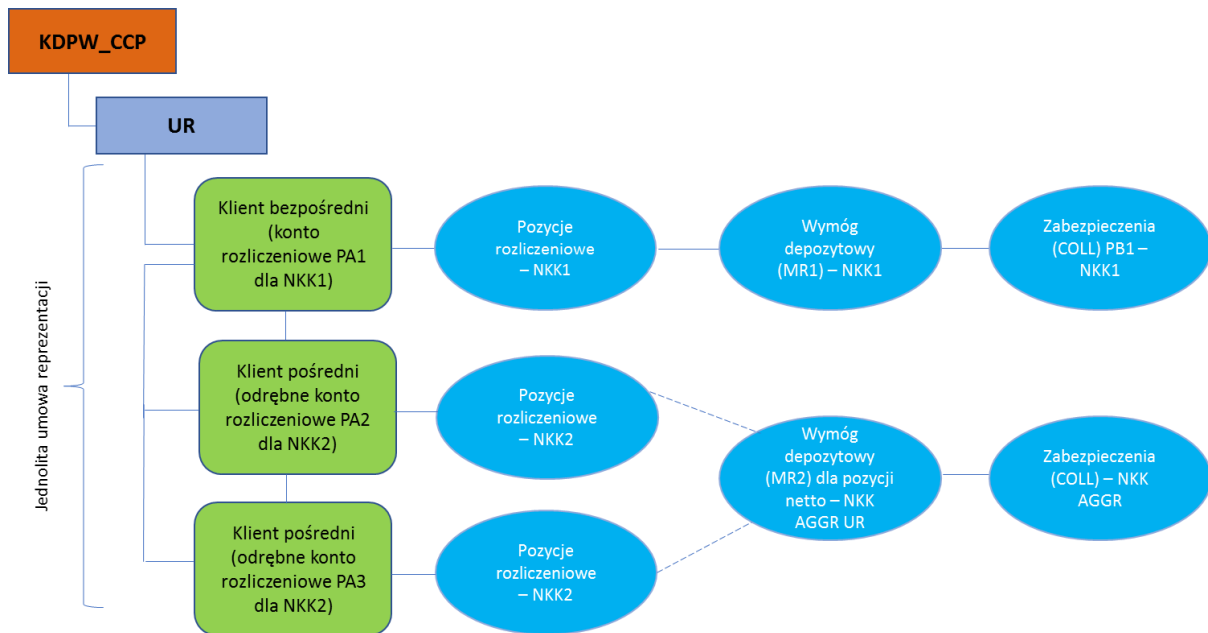 KDPW_CCP
UR
Jednolita umowa reprezentacji
Klient bezpośredni
(konto
rozliczeniowe PA1
dla NKK1)
Pozycje
rozliczeniowe
– NKK1
Wymóg
depozytowy
(MR1) – NKK1
Zabezpieczenia
(COLL) PB1 –
NKK1
Klient pośredni
(odrębne konto
rozliczeniowe PA2
dla NKK2)
Pozycje
rozliczeniowe
– NKK2
Wymóg
depozytowy
(MR2) dla pozycji
netto – NKK
AGGR UR
Zabezpieczenia
(COLL) – NKK
AGGR
Klient pośredni
(odrębne konto
rozliczeniowe PA3
dla NKK2)
Pozycje
rozliczeniowe
– NKK2